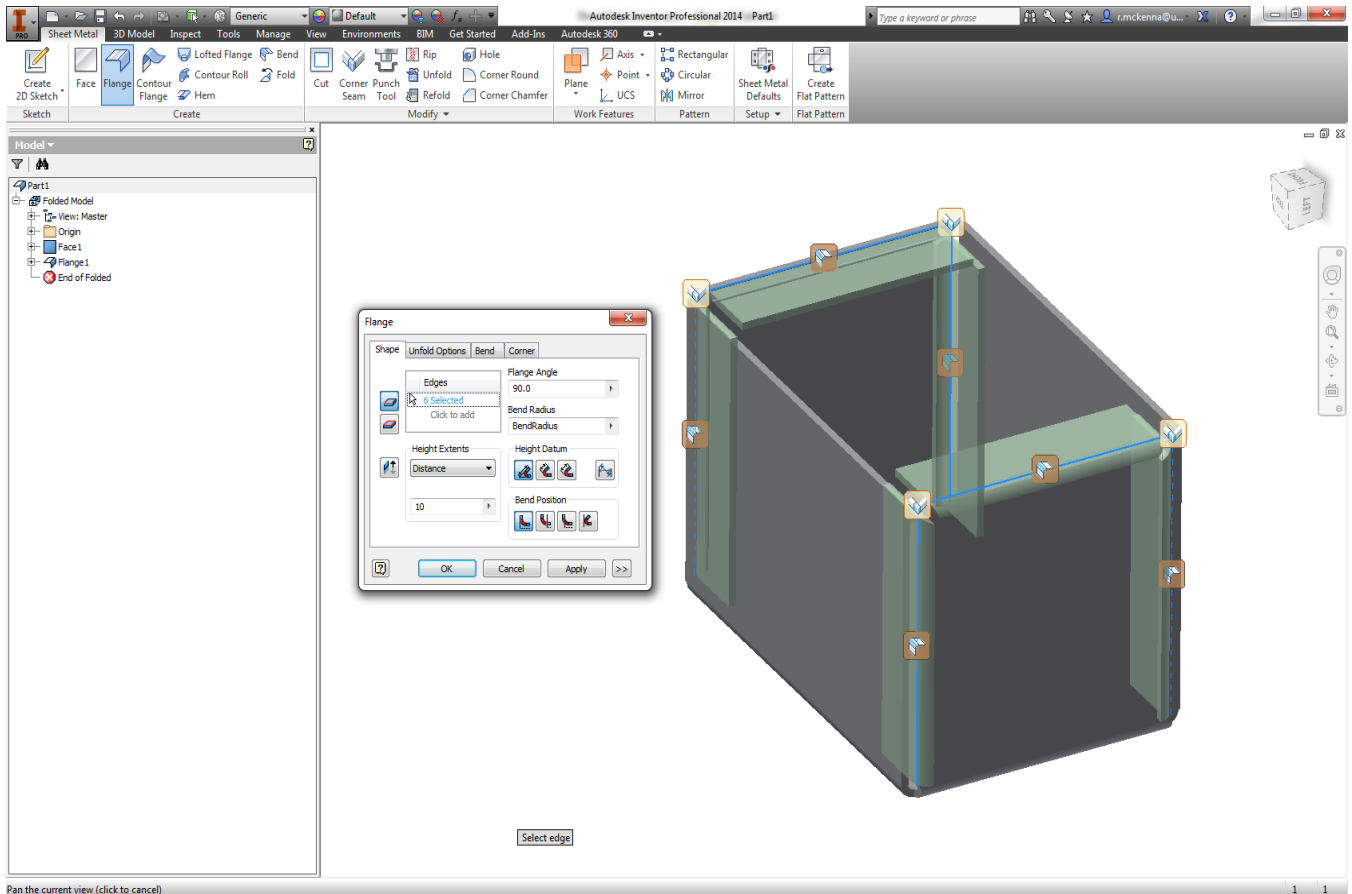 PRO
Generic
Default
Autodesk Inventor Professional 2014 Part1
Type a keyword or phrase
r.mckenna@u...
Sheet Metal 3D Model Inspect Tools Manage View Environments BIM Get Started Add-Ins Autodesk 360
Create 2D Sketch
Face
Flange
Contour Flange
Lofted Flange
Contour Roll
Hem
Bend
Fold
Cut
Corner Seam
Punch Tool
Rip
Unfold
Refold
Hole
Corner Round
Corner Chamfer
Plane
Axis
Point
UCS
Rectangular
Circular
Mirror
Sheet Metal Defaults
Create Flat Pattern
Sketch
Create
Modify
Work Features
Pattern
Setup
Flat Pattern
Model
Part1
Folded Model
View: Master
Origin
Face1
Flange1
End of Folded
LEFT
Flange
Shape Unfold Options Bend Corner
Edges
6 Selected
Click to add
Flange Angle
90.0
Bend Radius
BendRadius
Height Extents
Distance
10
Height Datum
Bend Position
OK Cancel Apply >>
Select edge
Pan the current view (click to cancel)
1 1